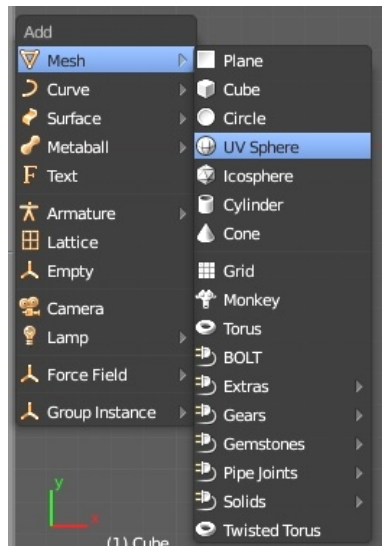 Add
Mesh
Curve
Surface
Metaball
Text
Armature
Lattice
Empty
Camera
Lamp
Force Field
Group Instance
Plane
Cube
Circle
UV Sphere
Icosphere
Cylinder
Cone
Grid
Monkey
Torus
BOLT
Extras
Gears
Gemstones
Pipe Joints
Solids
Twisted Torus
y
x
(1) Cube